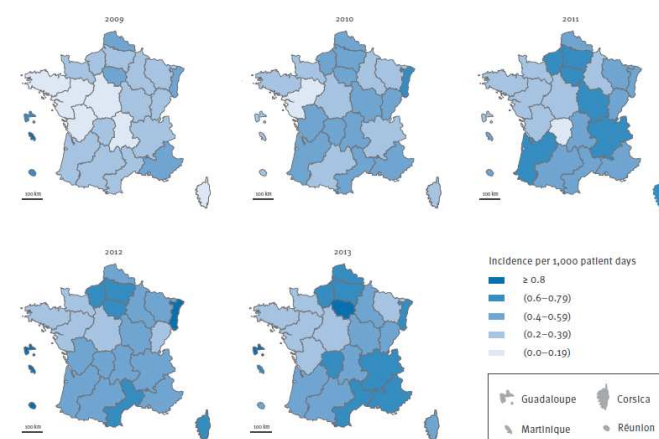 2009
2010
2011
100 km
100 km
100 km
2012
2013
100 km
100 km
Incidence per 1,000 patient days
≥ 0.8
(0.6–0.79)
(0.4–0.59)
(0.2–0.39)
(0.0–0.19)
Guadaloupe
Corsica
Martinique
Réunion